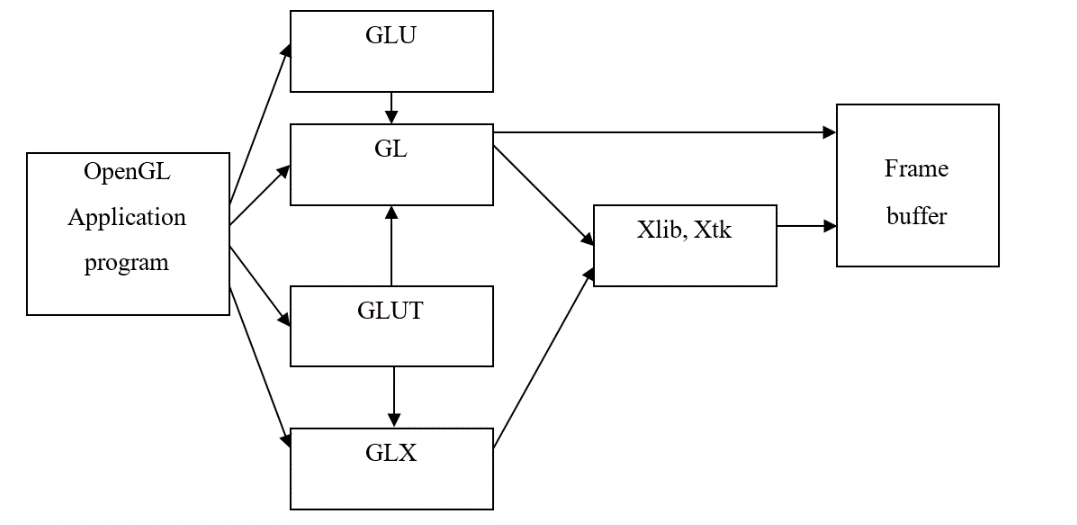 GLU
GL
OpenGL
Application
program
Frame
buffer
Xlib, Xtk
GLUT
GLX